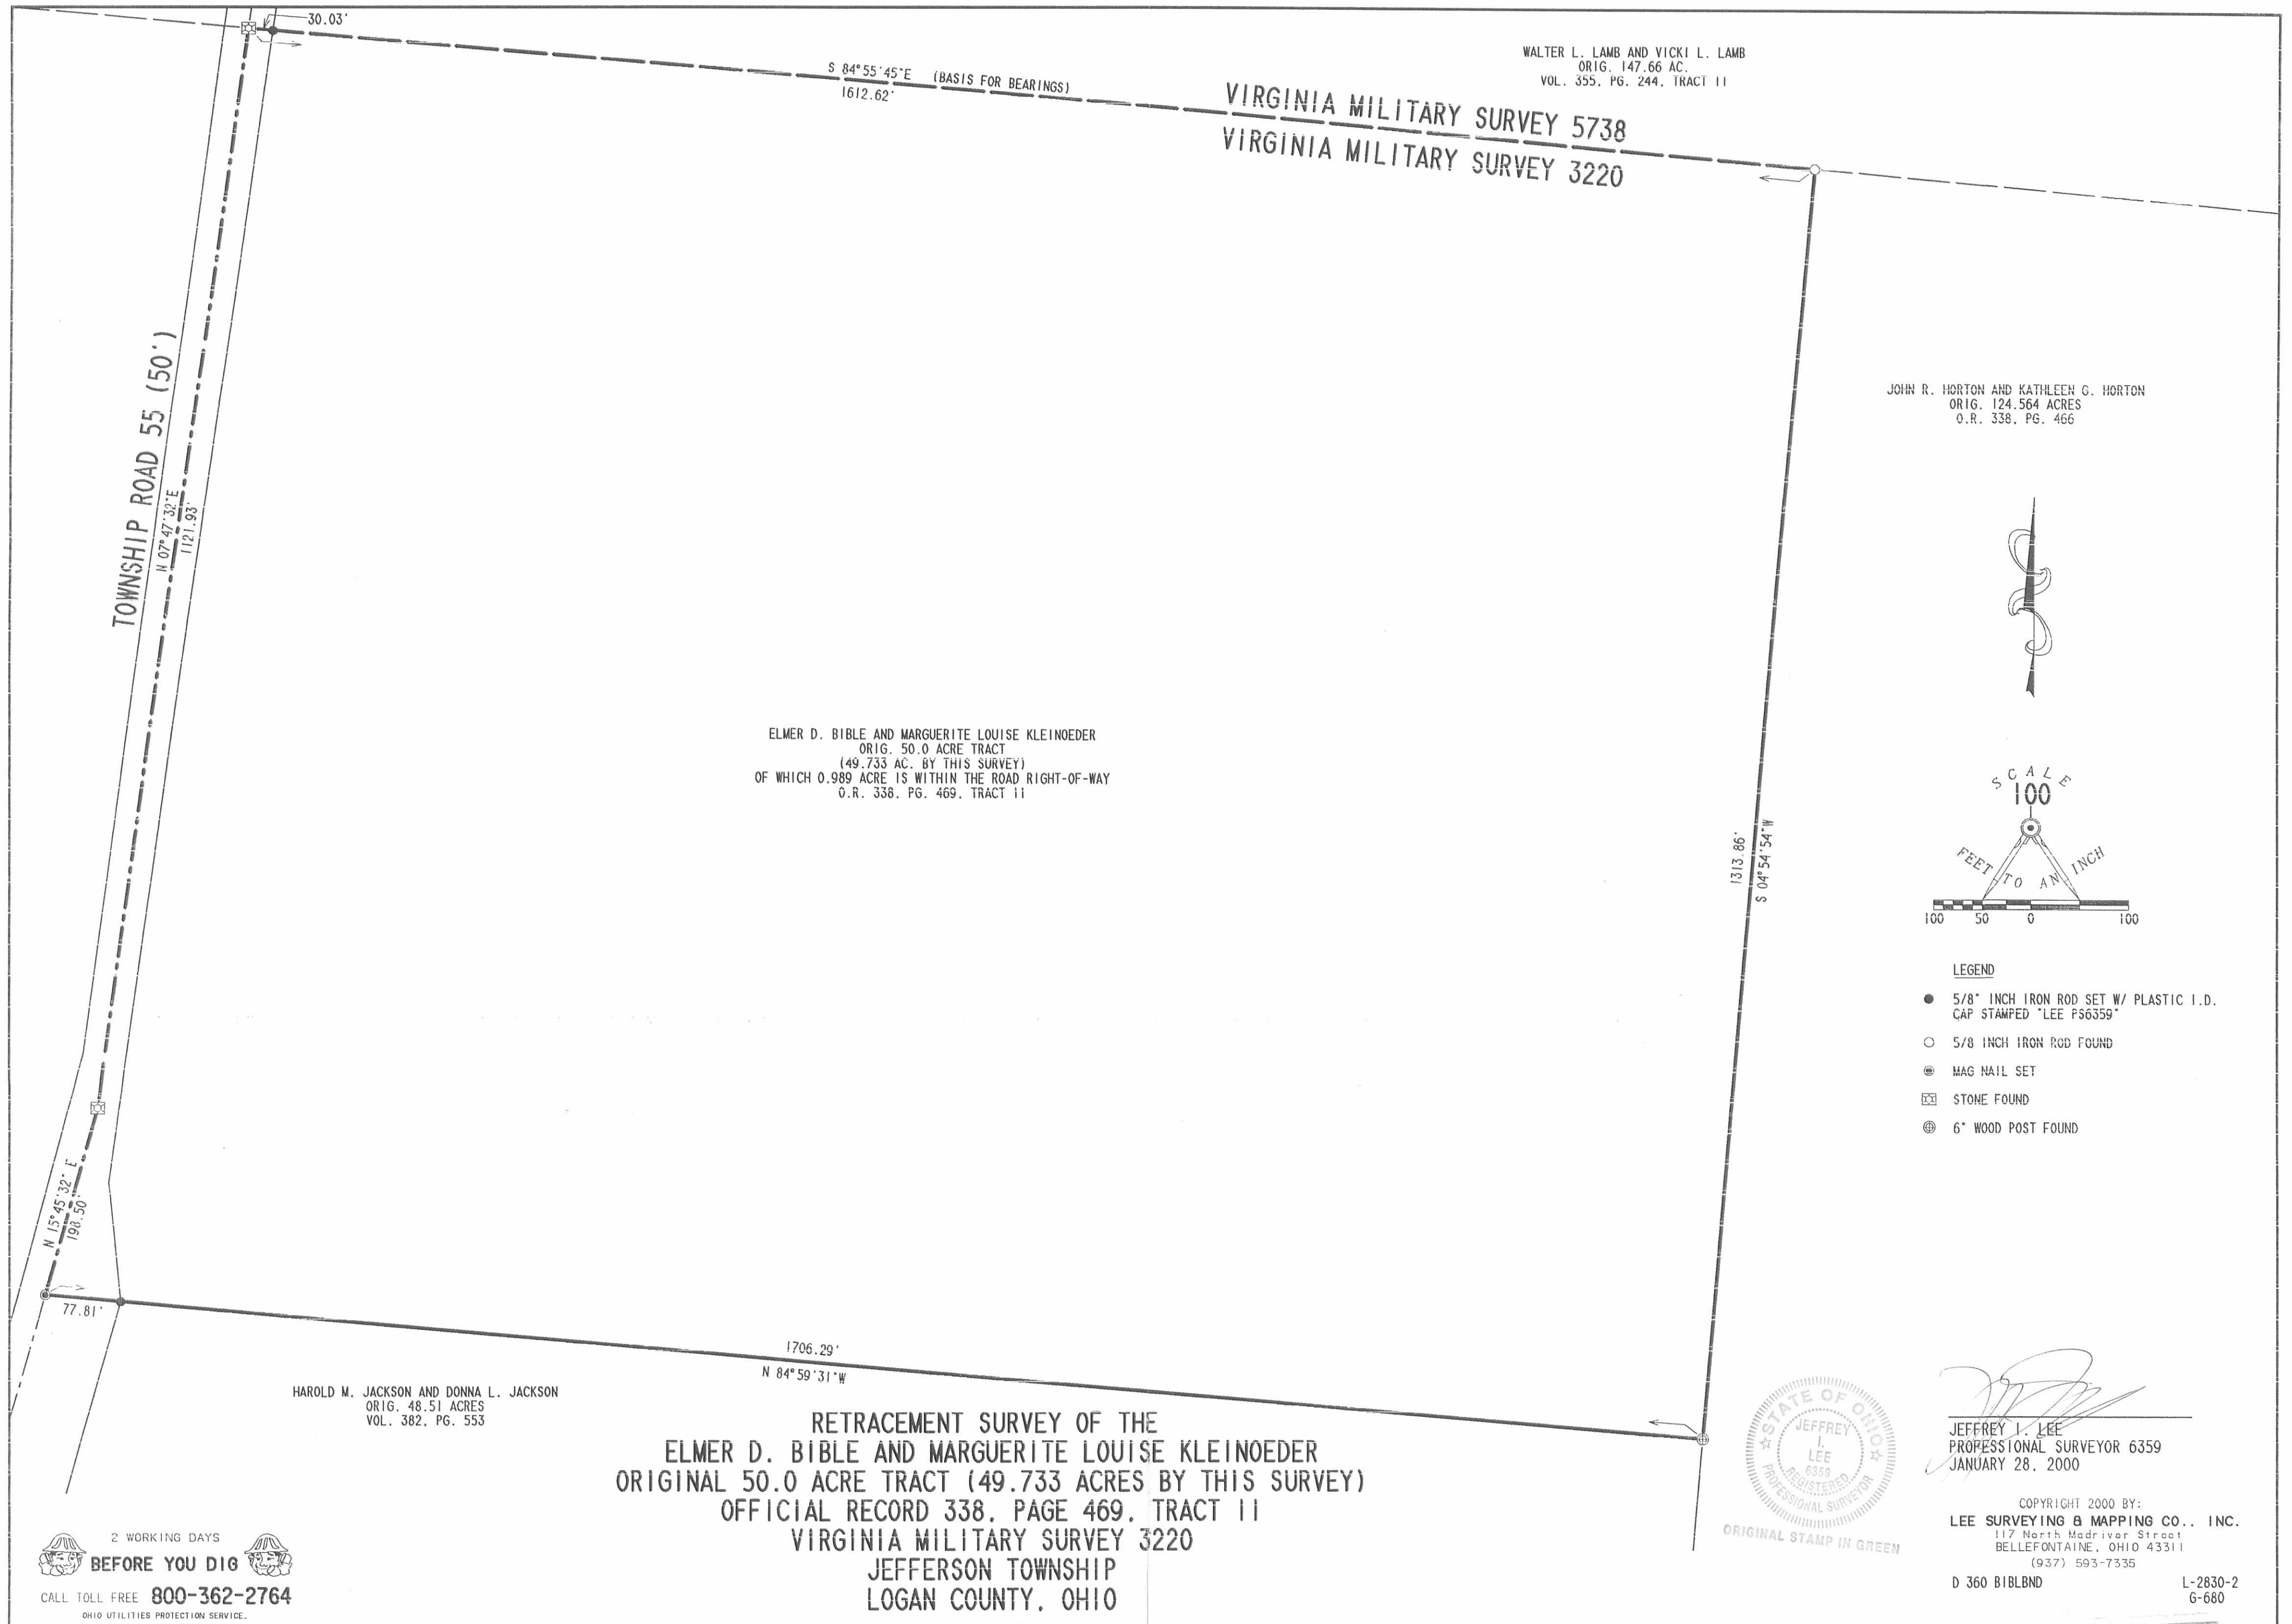 30.03'
S 84°55'45"E (BASIS FOR BEARINGS)
1612.62'
WALTER L. LAMB AND VICKI L. LAMB
ORIG. 147.66 AC.
VOL. 355, PG. 244, TRACT II
VIRGINIA MILITARY SURVEY 5738
VIRGINIA MILITARY SURVEY 3220
TOWNSHIP ROAD 55 (50')
N 07°47'32"E
1121.93'
JOHN R. HORTON AND KATHLEEN G. HORTON
ORIG. 124.564 ACRES
O.R. 338, PG. 466
ELMER D. BIBLE AND MARGUERITE LOUISE KLEINOEDER
ORIG. 50.0 ACRE TRACT
(49.733 AC. BY THIS SURVEY)
OF WHICH 0.989 ACRE IS WITHIN THE ROAD RIGHT-OF-WAY
O.R. 338, PG. 469, TRACT II
1313.86'
S 04°54'54"W
SCALE
100
FEET TO AN INCH
100 50 0 100
LEGEND
5/8" INCH IRON ROD SET W/ PLASTIC I.D.
CAP STAMPED "LEE PS6359"
5/8 INCH IRON ROD FOUND
MAG NAIL SET
STONE FOUND
6" WOOD POST FOUND
N 15°45'32" E
198.50'
77.81'
1706.29'
N 84°59'31"W
HAROLD M. JACKSON AND DONNA L. JACKSON
ORIG. 48.51 ACRES
VOL. 382, PG. 553
RETRACEMENT SURVEY OF THE
ELMER D. BIBLE AND MARGUERITE LOUISE KLEINOEDER
ORIGINAL 50.0 ACRE TRACT (49.733 ACRES BY THIS SURVEY)
OFFICIAL RECORD 338, PAGE 469, TRACT II
VIRGINIA MILITARY SURVEY 3220
JEFFERSON TOWNSHIP
LOGAN COUNTY, OHIO
2 WORKING DAYS
BEFORE YOU DIG
CALL TOLL FREE 800-362-2764
OHIO UTILITIES PROTECTION SERVICE.
STATE OF OHIO
JEFFREY
I.
LEE
6359
REGISTERED
PROFESSIONAL SURVEYOR
ORIGINAL STAMP IN GREEN
JEFFREY I. LEE
PROFESSIONAL SURVEYOR 6359
JANUARY 28, 2000
COPYRIGHT 2000 BY:
LEE SURVEYING & MAPPING CO., INC.
117 North Madriver Street
BELLEFONTAINE, OHIO 43311
(937) 593-7335
D 360 BIBLBND
L-2830-2
G-680